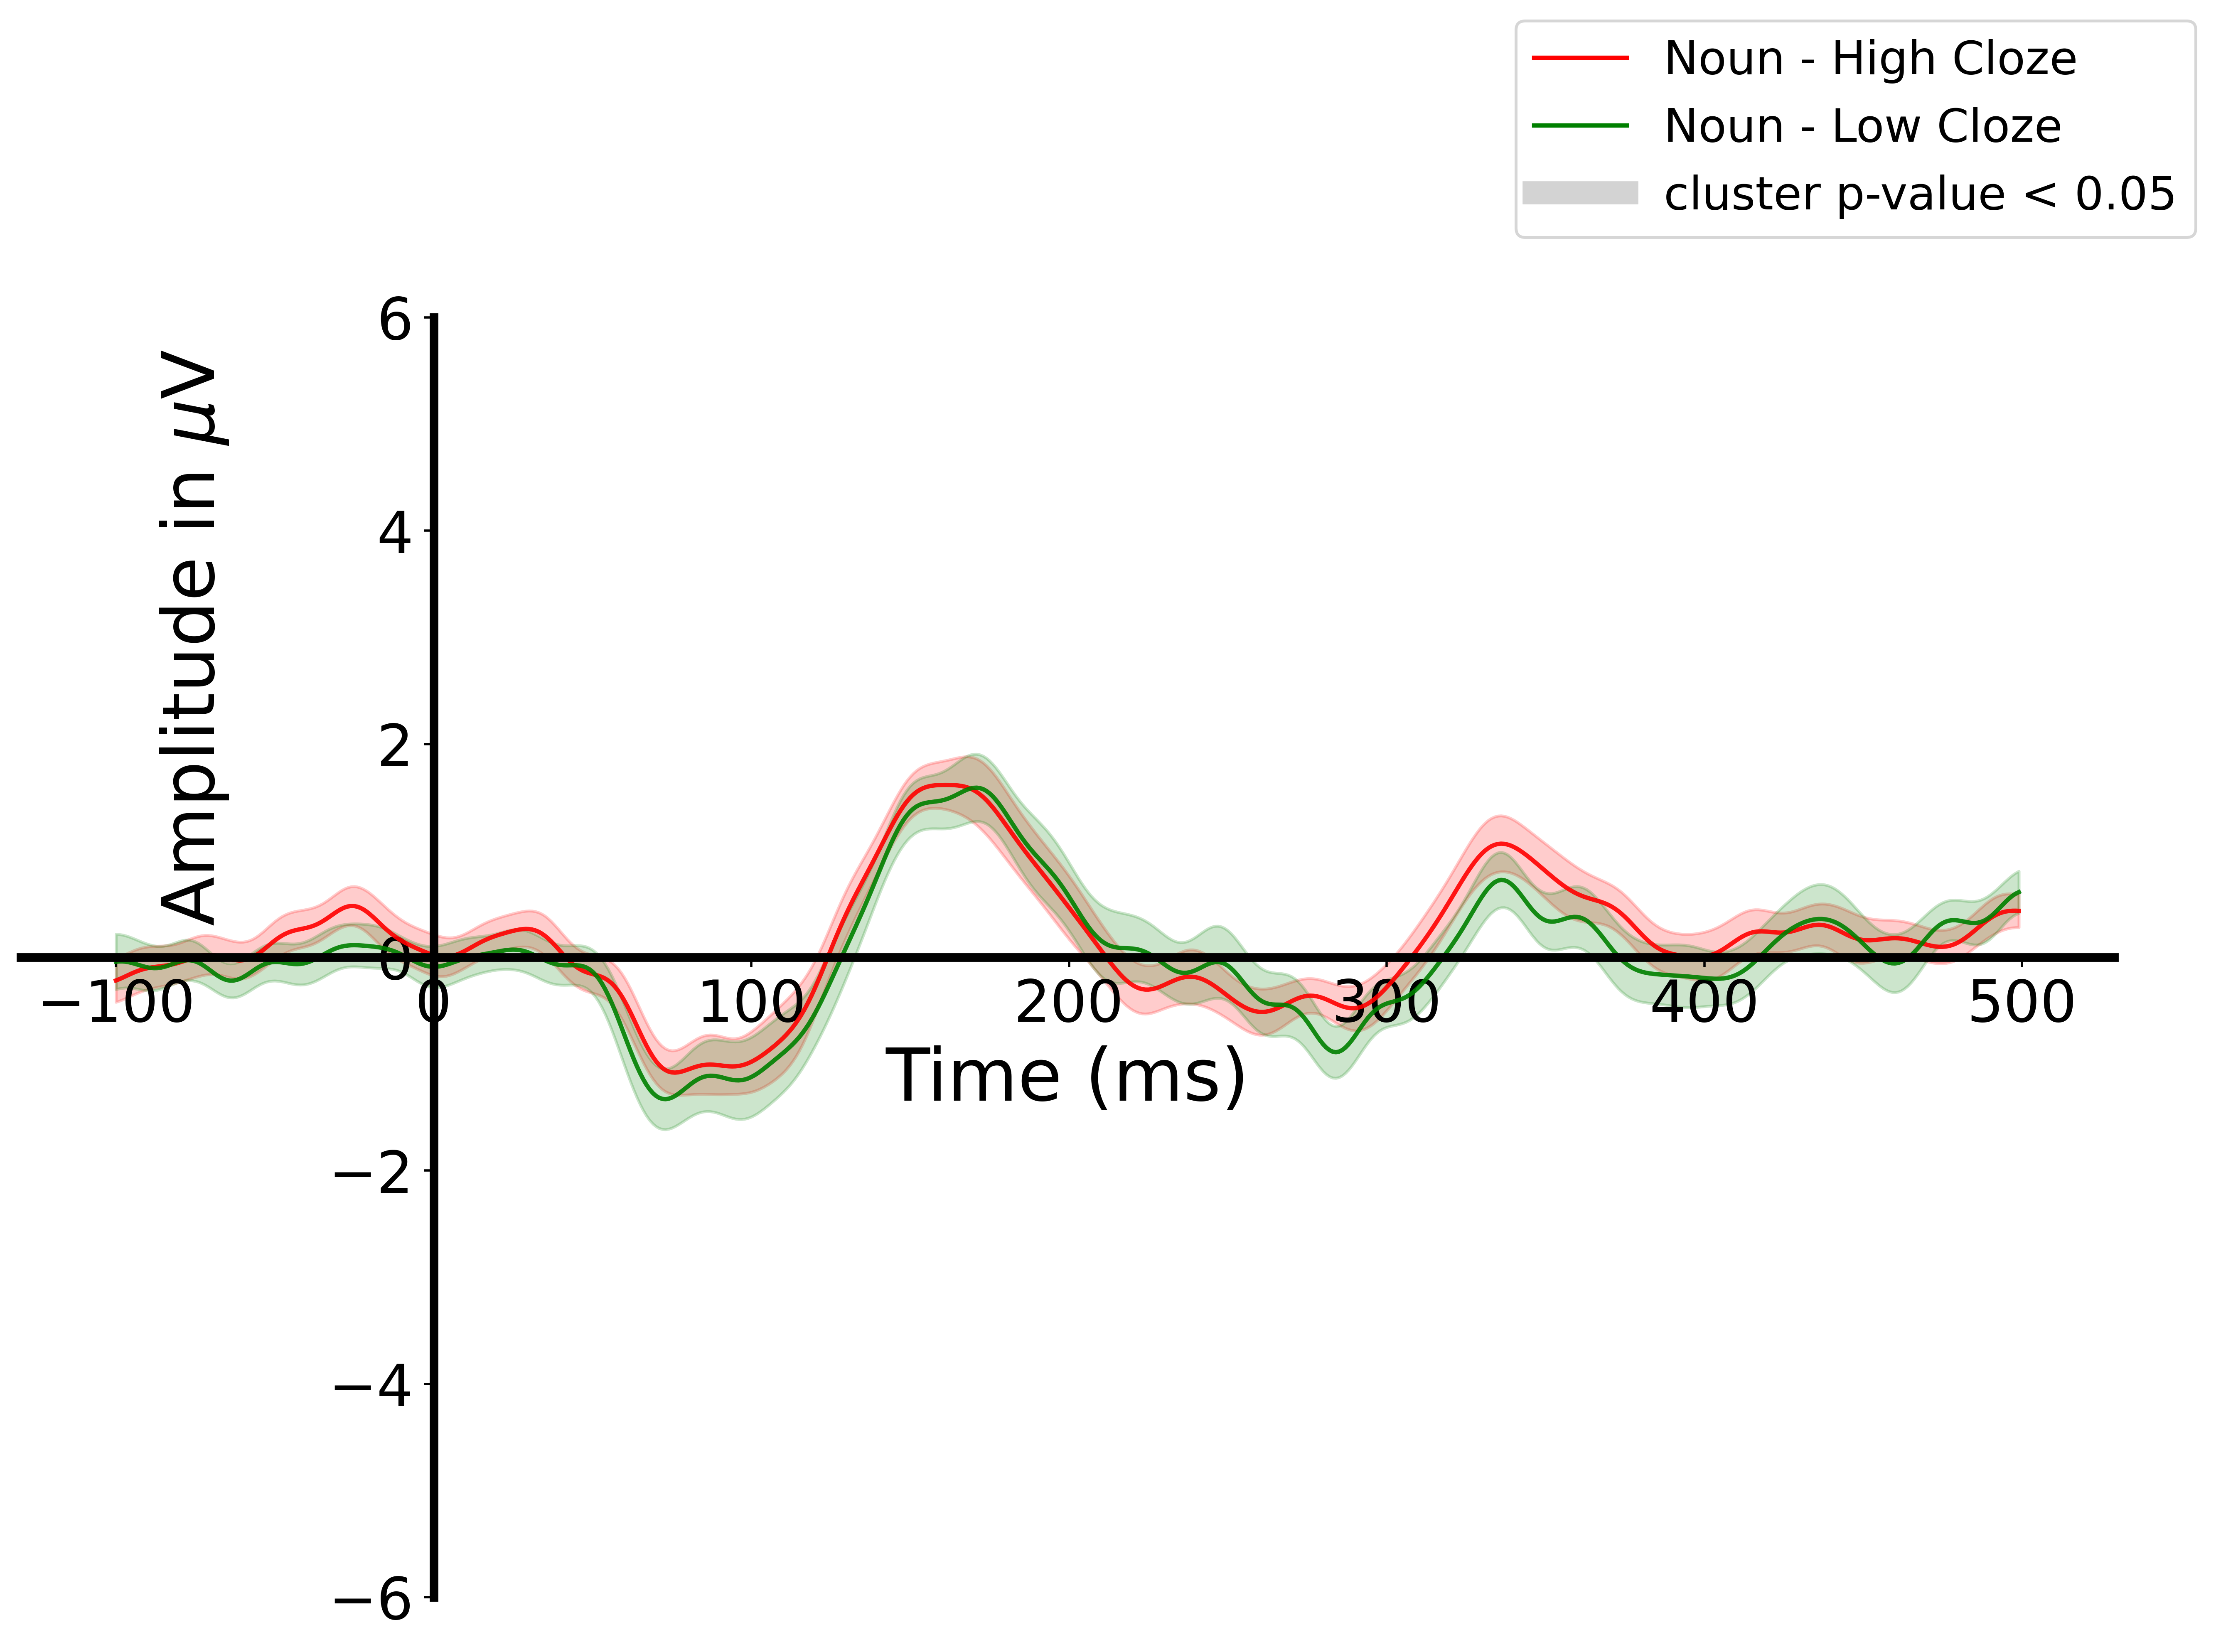 Noun - High Cloze
Noun - Low Cloze
cluster p-value < 0.05
6
4
2
0
−2
−4
−6
Amplitude in μV
−100 0 100 200 300 400 500
Time (ms)